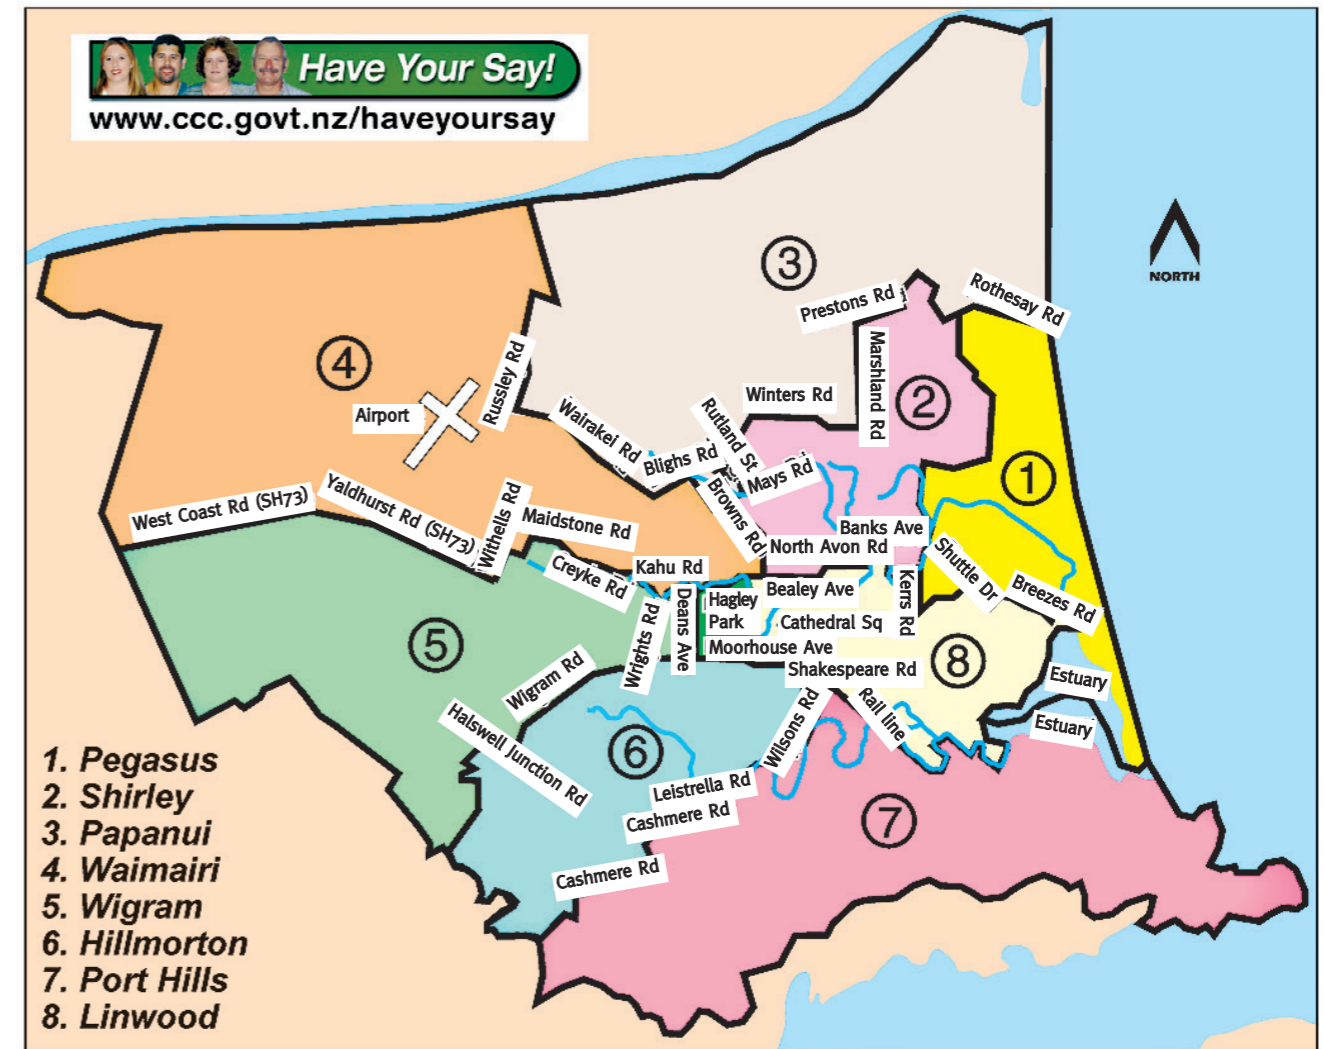 Have Your Say!
www.ccc.govt.nz/haveyoursay
NORTH
3
Prestons Rd
Rothesay Rd
4
Russley Rd
Marshland Rd
2
Airport
Winters Rd
Wairakei Rd
Rutland St
Blighs Rd
Mays Rd
1
West Coast Rd (SH73)
Yaldhurst Rd (SH73)
Withells Rd
Maidstone Rd
Browns Rd
Banks Ave
North Avon Rd
Shuttle Dr
Creyke Rd
Kahu Rd
Kerrs Rd
Breezes Rd
Deans Ave
Hagley
Park
Bealey Ave
Cathedral Sq
Wrights Rd
5
Moorhouse Ave
8
Shakespeare Rd
Wigram Rd
Estuary
Halswell Junction Rd
Wilsons Rd
Rail line
Estuary
6
Leistrella Rd
Cashmere Rd
7
Cashmere Rd
1. Pegasus
2. Shirley
3. Papanui
4. Waimairi
5. Wigram
6. Hillmorton
7. Port Hills
8. Linwood